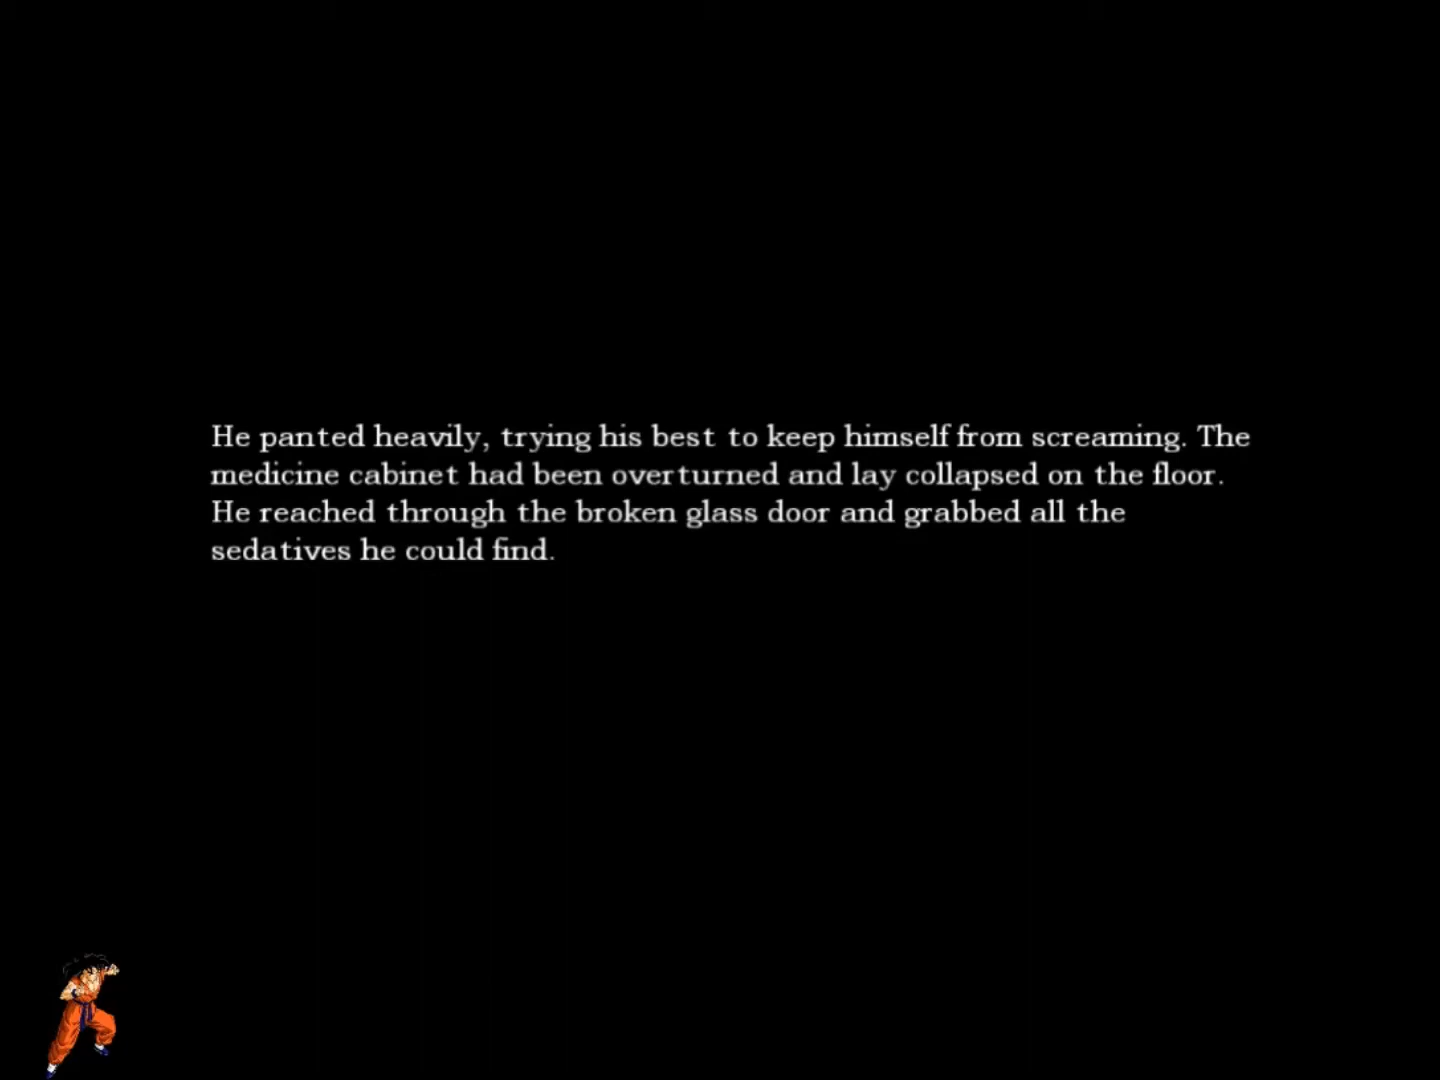 He panted heavily, trying his best to keep himself from screaming. The
medicine cabinet had been overturned and lay collapsed on the floor.
He reached through the broken glass door and grabbed all the
sedatives he could find.